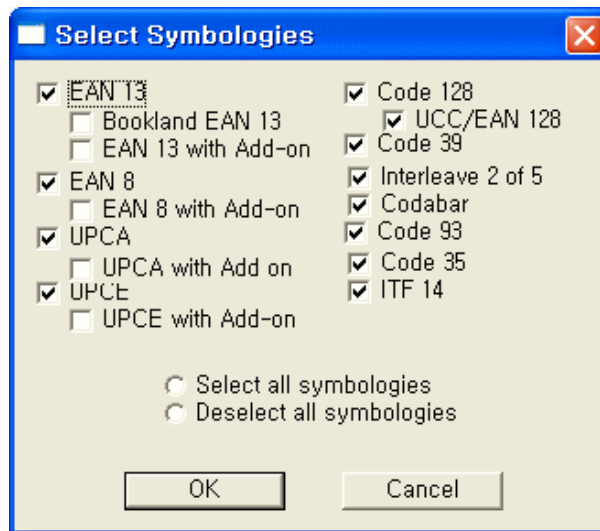 Select Symbologies
EAN 13
Bookland EAN 13
EAN 13 with Add-on
EAN 8
EAN 8 with Add-on
UPCA
UPCA with Add on
UPCE
UPCE with Add-on
Code 128
UCC/EAN 128
Code 39
Interleave 2 of 5
Codabar
Code 93
Code 35
ITF 14
Select all symbologies
Deselect all symbologies
OK
Cancel